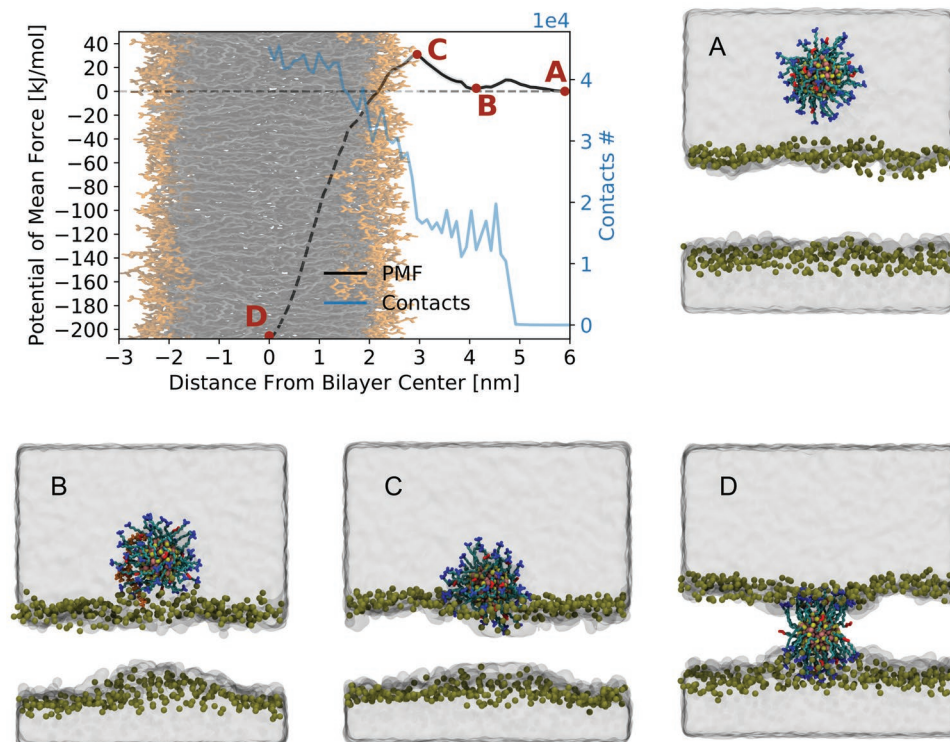 1e4
A
40
20
0
−20
−40
−60
−80
−100
−120
−140
−160
−180
−200
Potential of Mean Force [kJ/mol]
C
B
A
D
PMF
Contacts
4
3
2
1
0
Contacts #
−3 −2 −1 0 1 2 3 4 5 6
Distance From Bilayer Center [nm]
B
C
D